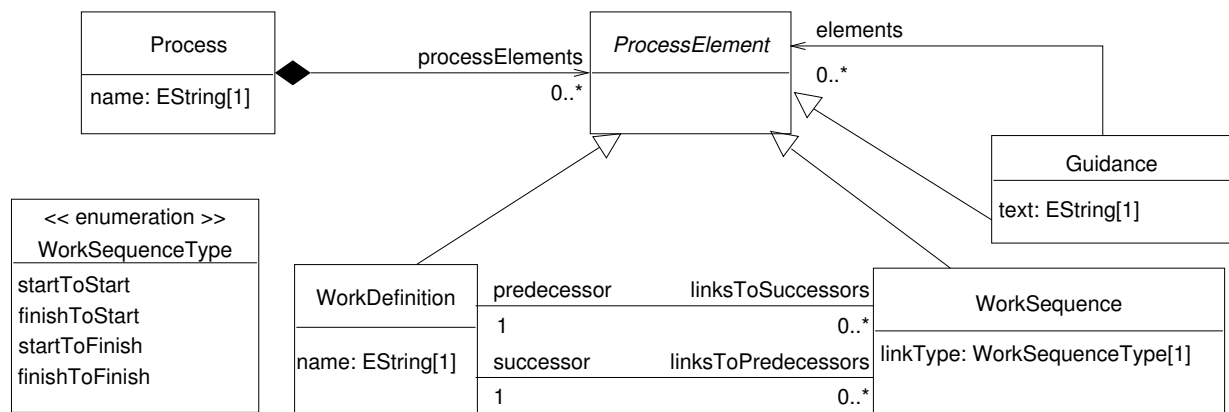 Process
name: EString[1]
processElements
0..*
ProcessElement
elements
0..*
Guidance
text: EString[1]
<< enumeration >>
WorkSequenceType
startToStart
finishToStart
startToFinish
finishToFinish
WorkDefinition
name: EString[1]
predecessor
1
linksToSuccessors
0..*
successor
1
linksToPredecessors
0..*
WorkSequence
linkType: WorkSequenceType[1]